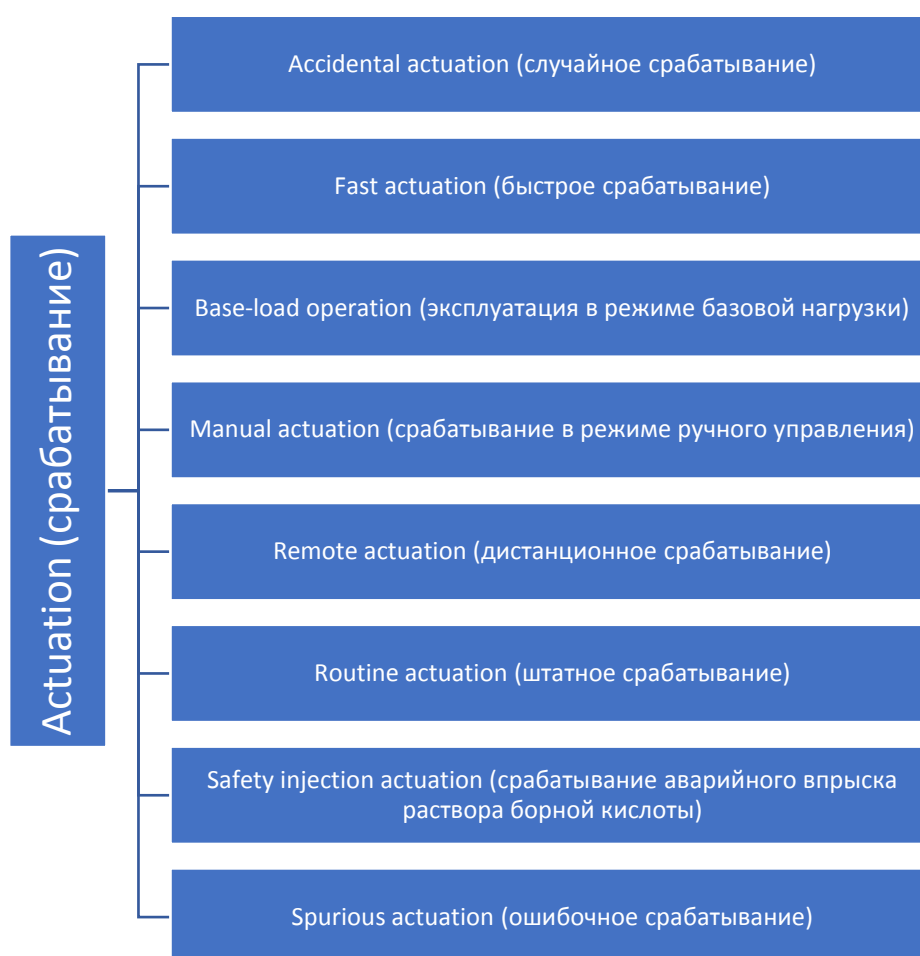 Actuation (срабатывание)
Accidental actuation (случайное срабатывание)
Fast actuation (быстрое срабатывание)
Base-load operation (эксплуатация в режиме базовой нагрузки)
Manual actuation (срабатывание в режиме ручного управления)
Remote actuation (дистанционное срабатывание)
Routine actuation (штатное срабатывание)
Safety injection actuation (срабатывание аварийного впрыска
раствора борной кислоты)
Spurious actuation (ошибочное срабатывание)